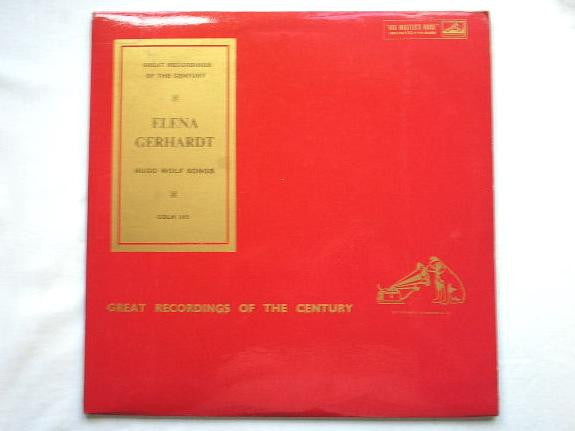 GREAT RECORDINGS
OF THE CENTURY
ELENA
GERHARDT
HUGO WOLF SONGS
"HIS MASTER'S VOICE"
GREAT RECORDINGS OF THE CENTURY